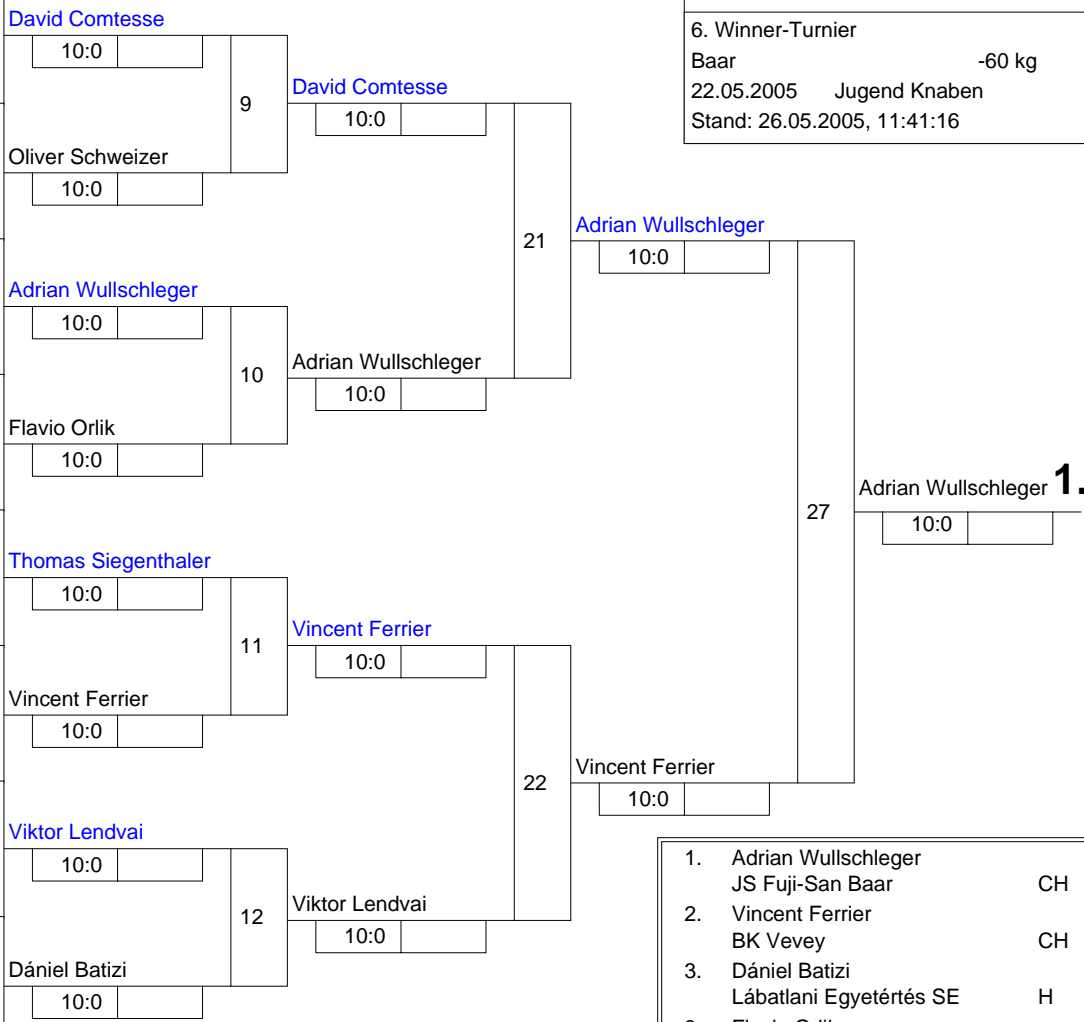 David Comtesse
10:0
9
Oliver Schweizer
10:0
Adrian Wullschleger
10:0
10
Flavio Orlik
10:0
Thomas Siegenthaler
10:0
11
Vincent Ferrier
10:0
Viktor Lendvai
10:0
12
Dániel Batizi
10:0
David Comtesse
10:0
21
Adrian Wullschleger
10:0
Vincent Ferrier
10:0
22
Viktor Lendvai
10:0
Adrian Wullschleger
10:0
27
Vincent Ferrier
10:0
Adrian Wullschleger 1.
10:0
6. Winner-Turnier
Baar -60 kg
22.05.2005 Jugend Knaben
Stand: 26.05.2005, 11:41:16
1. Adrian Wullschleger
JS Fuji-San Baar CH
2. Vincent Ferrier
BK Vevey CH
3. Dániel Batizi
Lábatlani Egyetértés SE H